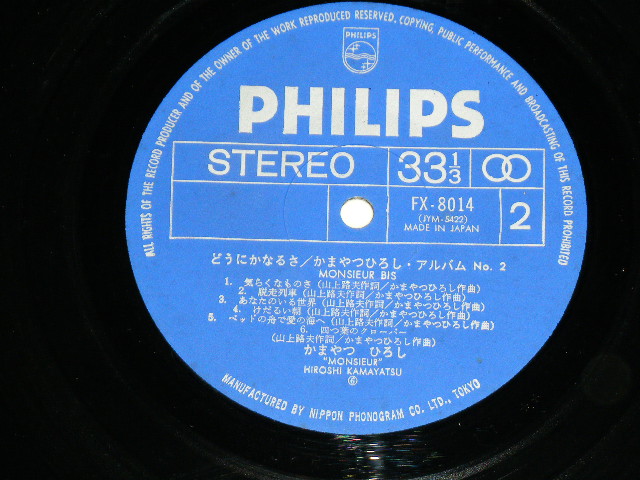 ALL RIGHTS OF THE RECORD PRODUCER AND OF THE OWNER OF THE WORK REPRODUCED RESERVED. COPYING, PUBLIC PERFORMANCE AND BROADCASTING OF THIS RECORD PROHIBITED
PHILIPS
PHILIPS
STEREO 33 1/3
FX-8014
(JYM-5422)
MADE IN JAPAN
2
どうにかなるさ/かまやつひろし・アルバム No. 2
MONSIEUR BIS
1. 気らくなものさ (山上路夫作詞/かまやつひろし作曲)
2. 脱走列車 (山上路夫作詞/かまやつひろし作曲)
3. あなたのいる世界 (山上路夫作詞/かまやつひろし作曲)
4. けだるい朝 (山上路夫作詞/かまやつひろし作曲)
5. ベッドの舟で愛の海へ (山上路夫作詞/かまやつひろし作曲)
6. 四つ葉のクローバー
(山上路夫作詞/かまやつひろし作曲)
かまやつ ひろし
"MONSIEUR"
HIROSHI KAMAYATSU
Ⓟ
MANUFACTURED BY NIPPON PHONOGRAM CO. LTD., TOKYO